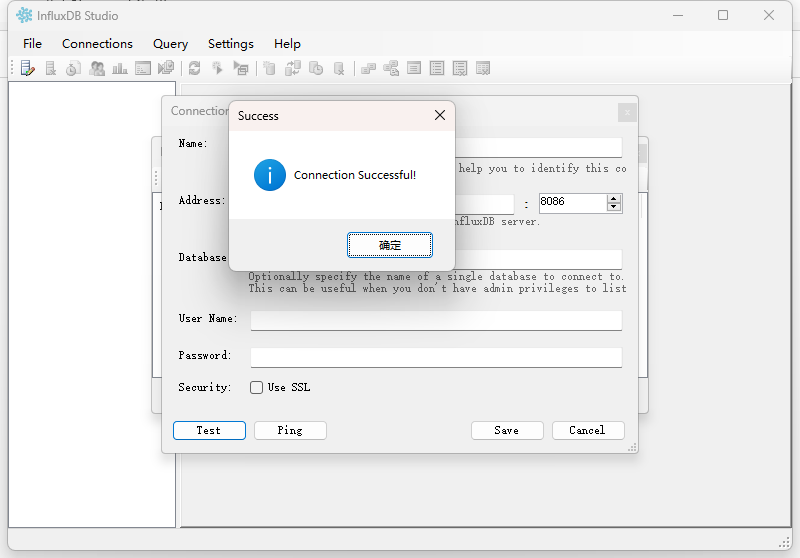 InfluxDB Studio
File Connections Query Settings Help
Connection
Success
Connection Successful!
确定
Name:
help you to identify this co
Address:
: 8086
nfluxDB server.
Database
Optionally specify the name of a single database to connect to.
This can be useful when you don't have admin privileges to list
User Name:
Password:
Security: Use SSL
Test Ping Save Cancel